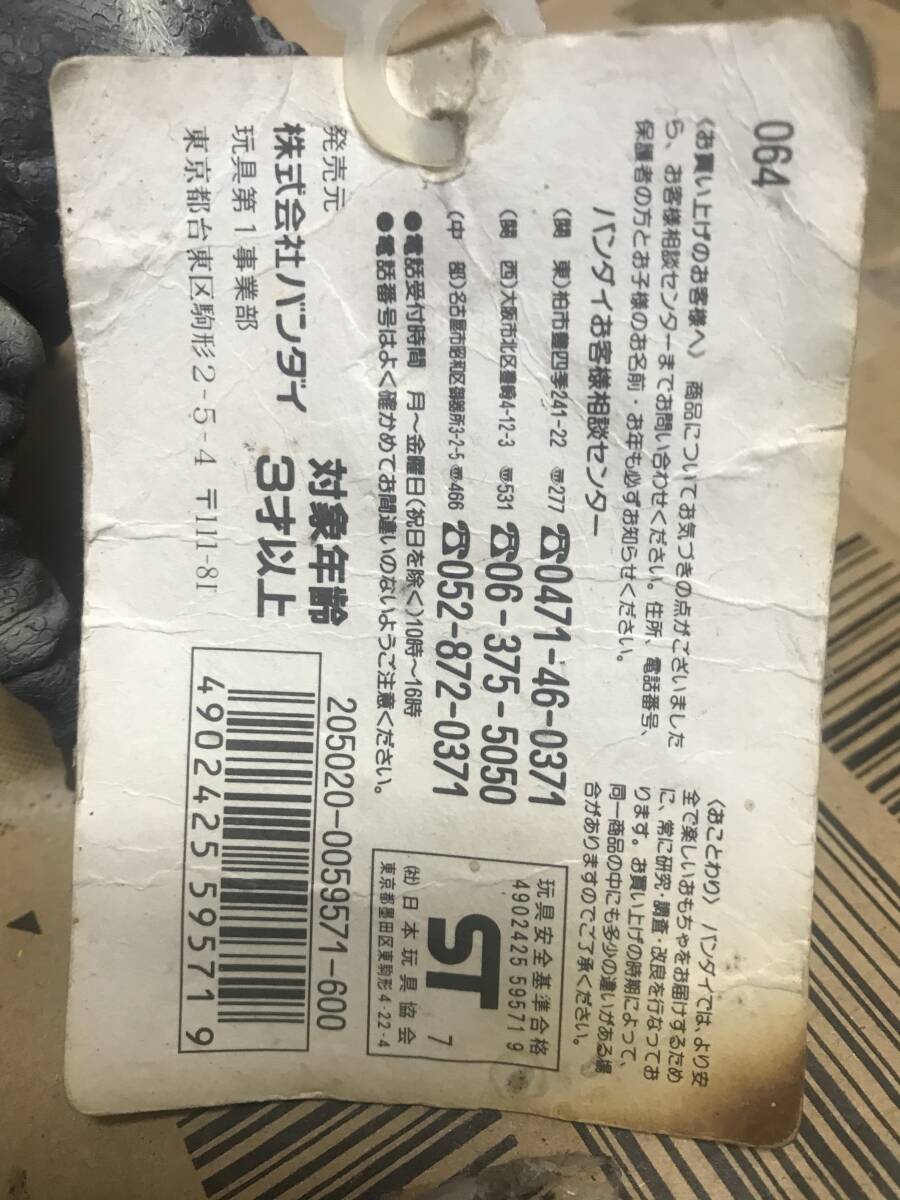 064
〈お買い上げのお客様へ〉 商品についてお気づきの点がございました
ら、お客様相談センターまでお問い合わせください。住所、電話番号、
保護者の方とお子様のお名前・お年も必ずお知らせください。
バンダイお客様相談センター
(関 東)柏市豊四季241-22 〠277 ☎0471-46-0371
(関 西)大阪市北区豊崎4-12-3 〠531 ☎06-375-5050
(中 部)名古屋市昭和区御器所3-2-5 〠466 ☎052-872-0371
●電話受付時間 月〜金曜日(祝日を除く)10時〜16時
●電話番号はよく確かめてお間違いのないようご注意ください。
発売元
株式会社バンダイ
玩具第1事業部
東京都台東区駒形2-5-4 〒111-81
対象年齢
3才以上
〈おことわり〉 バンダイでは、より安
全で楽しいおもちゃをお届けするため
に、常に研究・調査・改良を行なってお
ります。お買い上げの時期によって、
同一商品の中にも多少の違いがある場
合がありますのでご了承ください。
玩具安全基準合格
4902425 59571 9
ST 7
(社)日本玩具協会
東京都墨田区東駒形4-22-4
205020-0059571-600
4902425595719